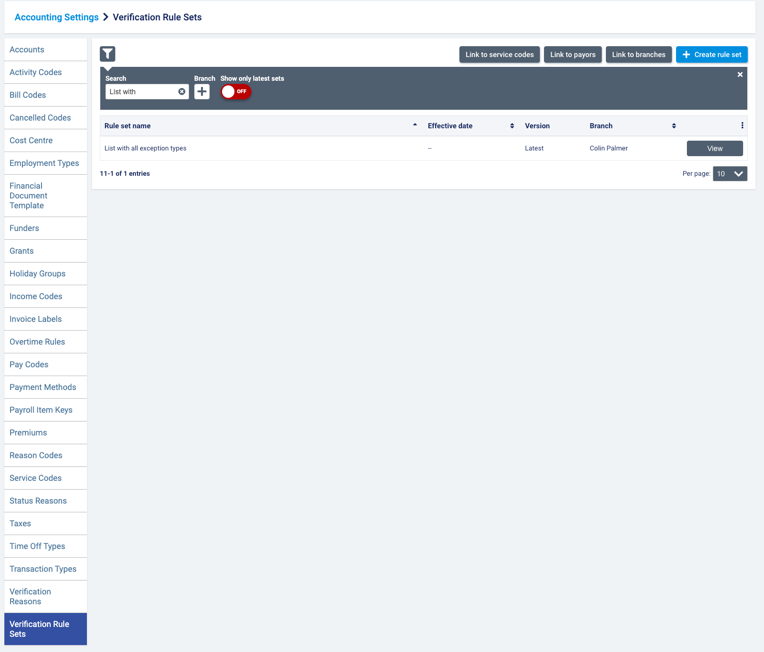 Accounting Settings > Verification Rule Sets
Accounts
Activity Codes
Bill Codes
Cancelled Codes
Cost Centre
Employment Types
Financial
Document
Template
Funders
Grants
Holiday Groups
Income Codes
Invoice Labels
Overtime Rules
Pay Codes
Payment Methods
Payroll Item Keys
Premiums
Reason Codes
Service Codes
Status Reasons
Taxes
Time Off Types
Transaction Types
Verification
Reasons
Verification Rule
Sets
Link to service codes Link to payors Link to branches + Create rule set
Search Branch Show only latest sets
List with OFF
Rule set name Effective date Version Branch
List with all exception types -- Latest Colin Palmer View
11-1 of 1 entries Per page: 10